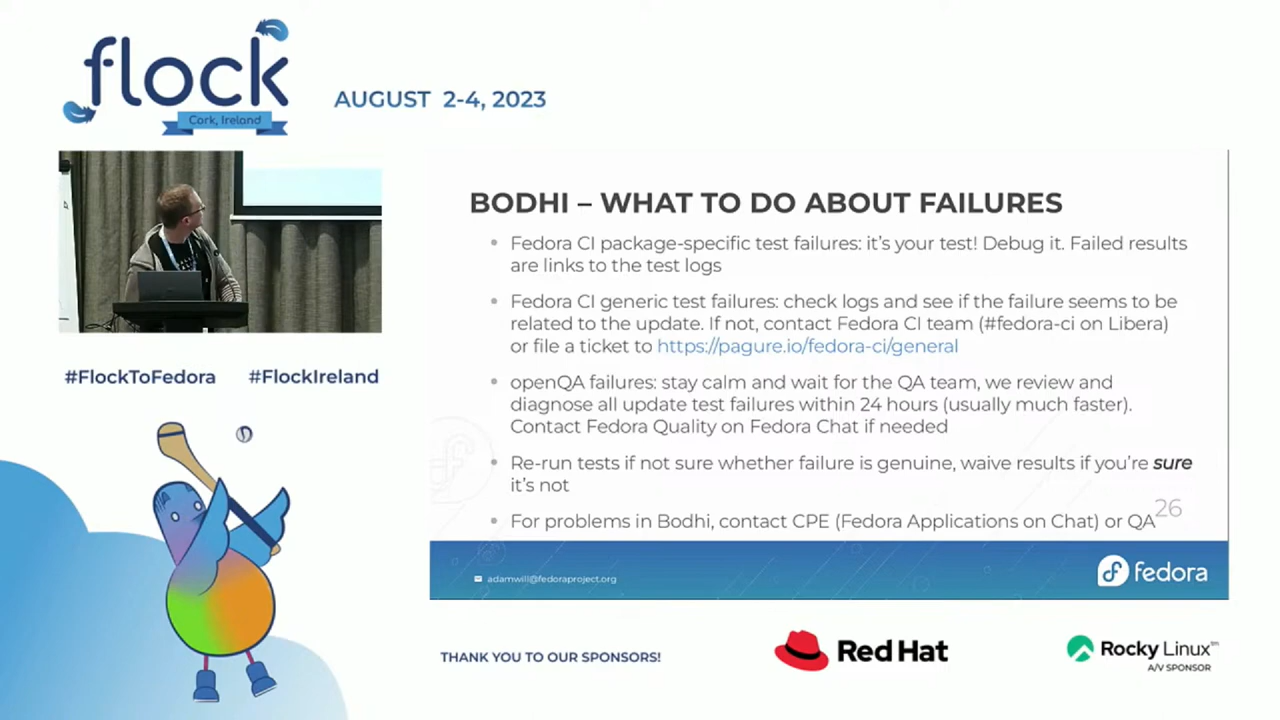 flock
Cork, Ireland
AUGUST 2-4, 2023
#FlockToFedora #FlockIreland
BODHI – WHAT TO DO ABOUT FAILURES
• Fedora CI package-specific test failures: it's your test! Debug it. Failed results
are links to the test logs
• Fedora CI generic test failures: check logs and see if the failure seems to be
related to the update. If not, contact Fedora CI team (#fedora-ci on Libera)
or file a ticket to https://pagure.io/fedora-ci/general
• openQA failures: stay calm and wait for the QA team, we review and
diagnose all update test failures within 24 hours (usually much faster).
Contact Fedora Quality on Fedora Chat if needed
• Re-run tests if not sure whether failure is genuine, waive results if you're sure
it's not
• For problems in Bodhi, contact CPE (Fedora Applications on Chat) or QA
26
adamwill@fedoraproject.org
fedora
THANK YOU TO OUR SPONSORS!
Red Hat
Rocky Linux™
A/V SPONSOR